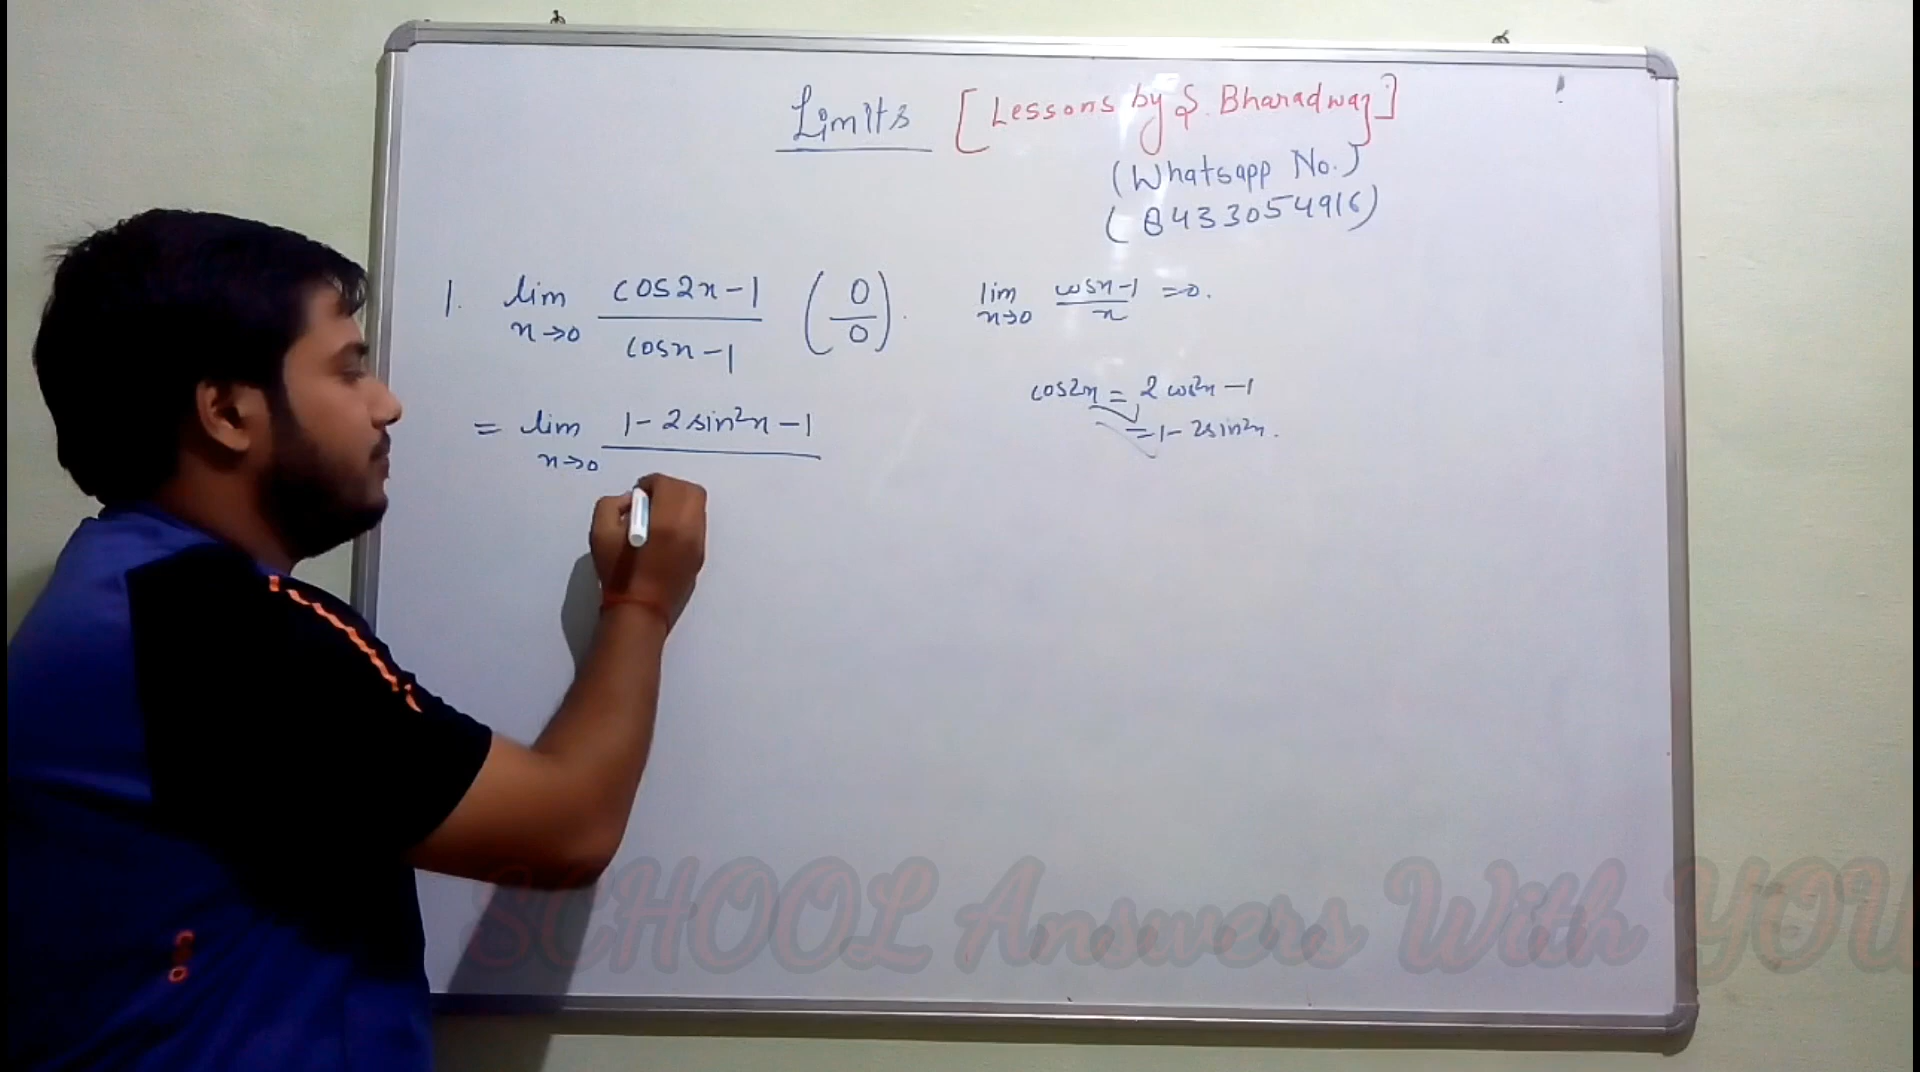 Limits [Lessons by S. Bharadwaj]
(Whatsapp No.)
(8433054916)
1. lim x→0 cos2x-1 / cosx-1 (0/0).
lim x→0 cosx-1 / x =0.
cos2x = 2cos²x-1
=1-2sin²x.
= lim x→0 1-2sin²x-1
SCHOOL Answers With YOU